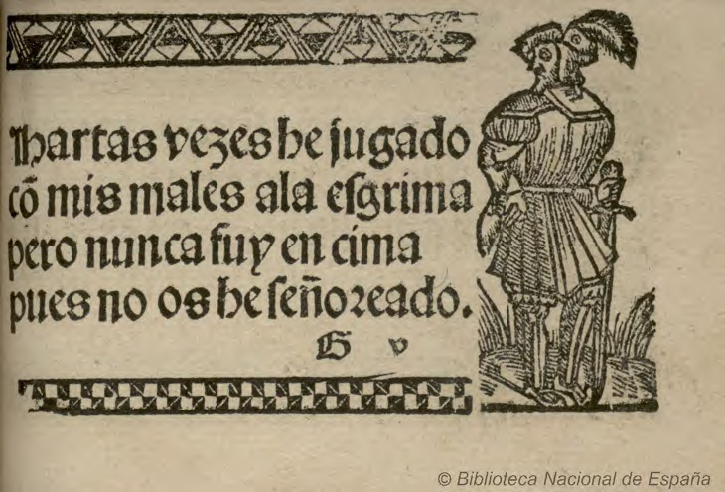 Hartas vezes he jugado
cõ mis males ala esgrima
pero nunca fuy en cima
pues no os he señoreado.
G v
© Biblioteca Nacional de España